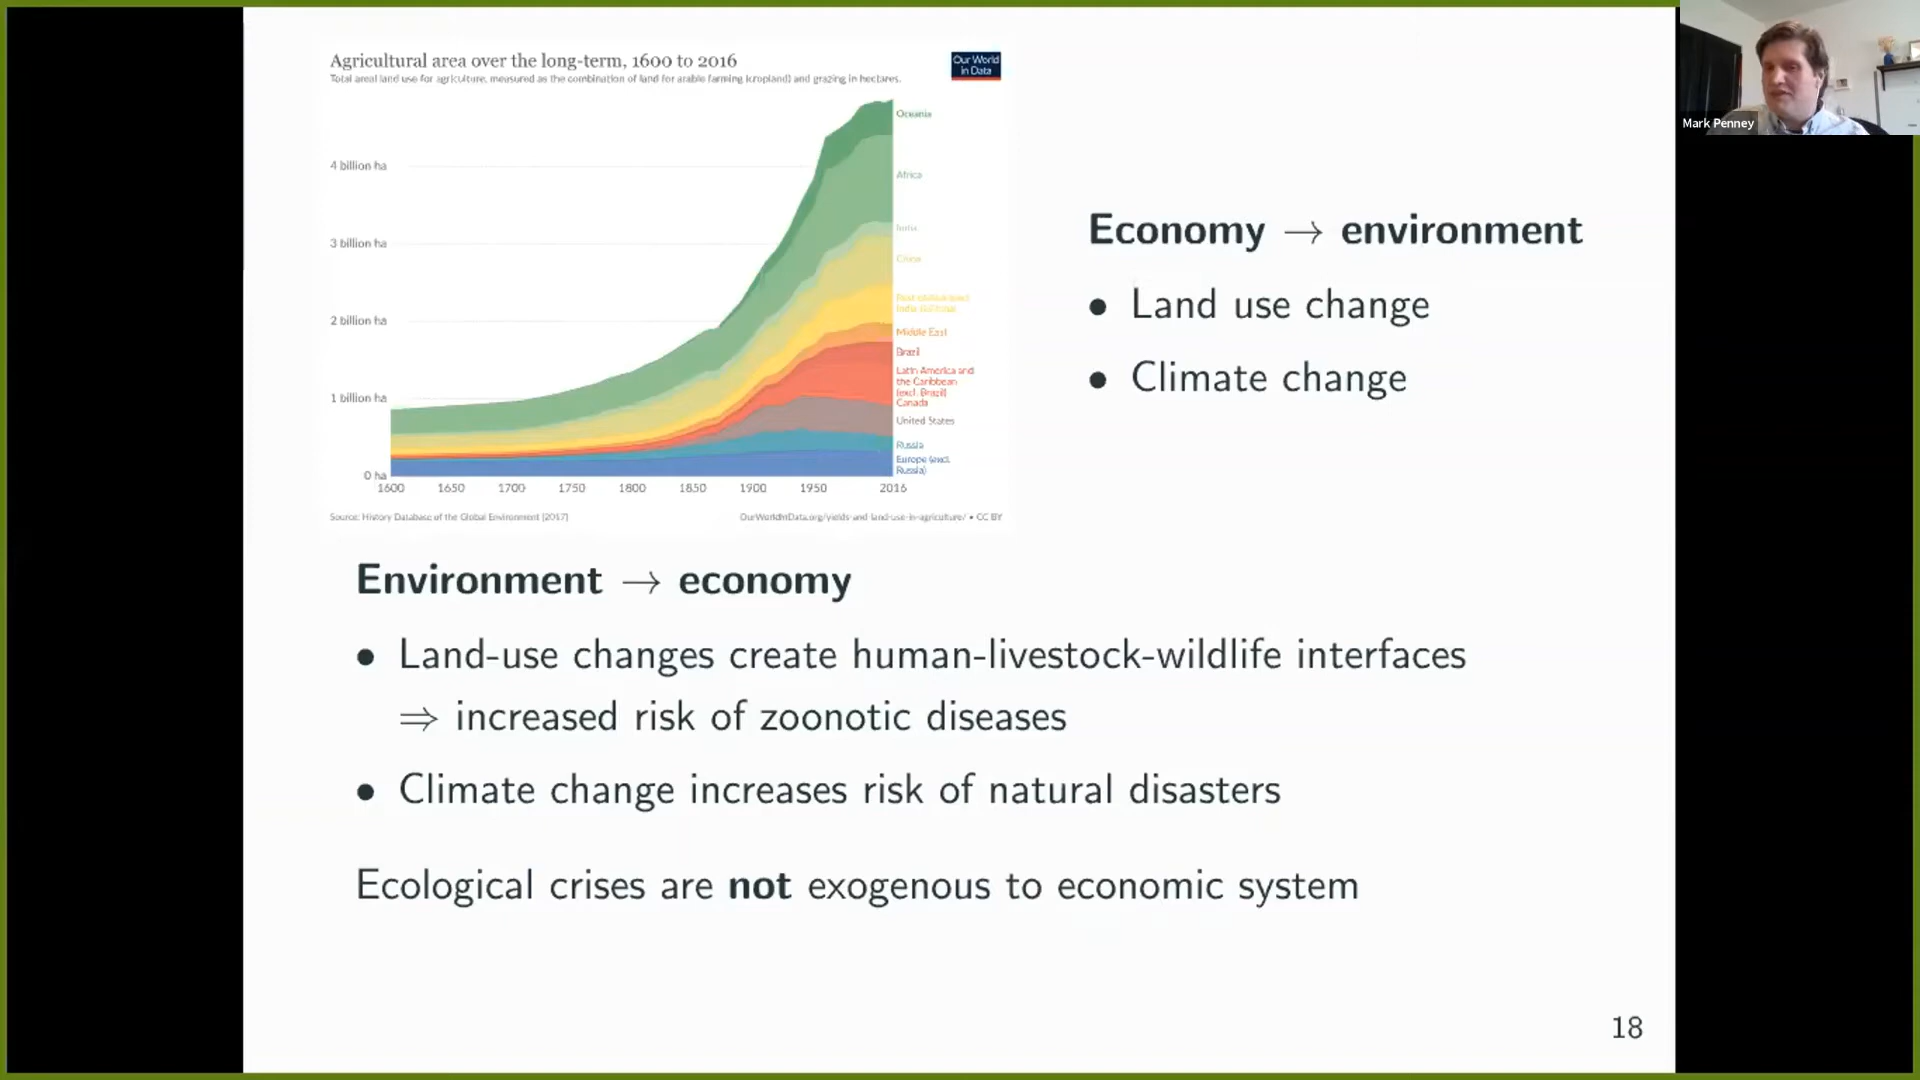 Agricultural area over the long-term, 1600 to 2016
Total areal land use for agriculture, measured as the combination of land for arable farming (cropland) and grazing in hectares.
Our World
in Data
Mark Penney
4 billion ha
3 billion ha
2 billion ha
1 billion ha
0 ha
1600 1650 1700 1750 1800 1850 1900 1950 2016
Oceania
Africa
India
China
Middle East
Brazil
Latin America and
the Caribbean
(excl. Brazil)
Canada
United States
Russia
Europe (excl.
Russia)
Source: History Database of the Global Environment (2017)
OurWorldInData.org/yields-and-land-use-in-agriculture/ • CC BY
Economy → environment
• Land use change
• Climate change
Environment → economy
• Land-use changes create human-livestock-wildlife interfaces
⇒ increased risk of zoonotic diseases
• Climate change increases risk of natural disasters
Ecological crises are not exogenous to economic system
18